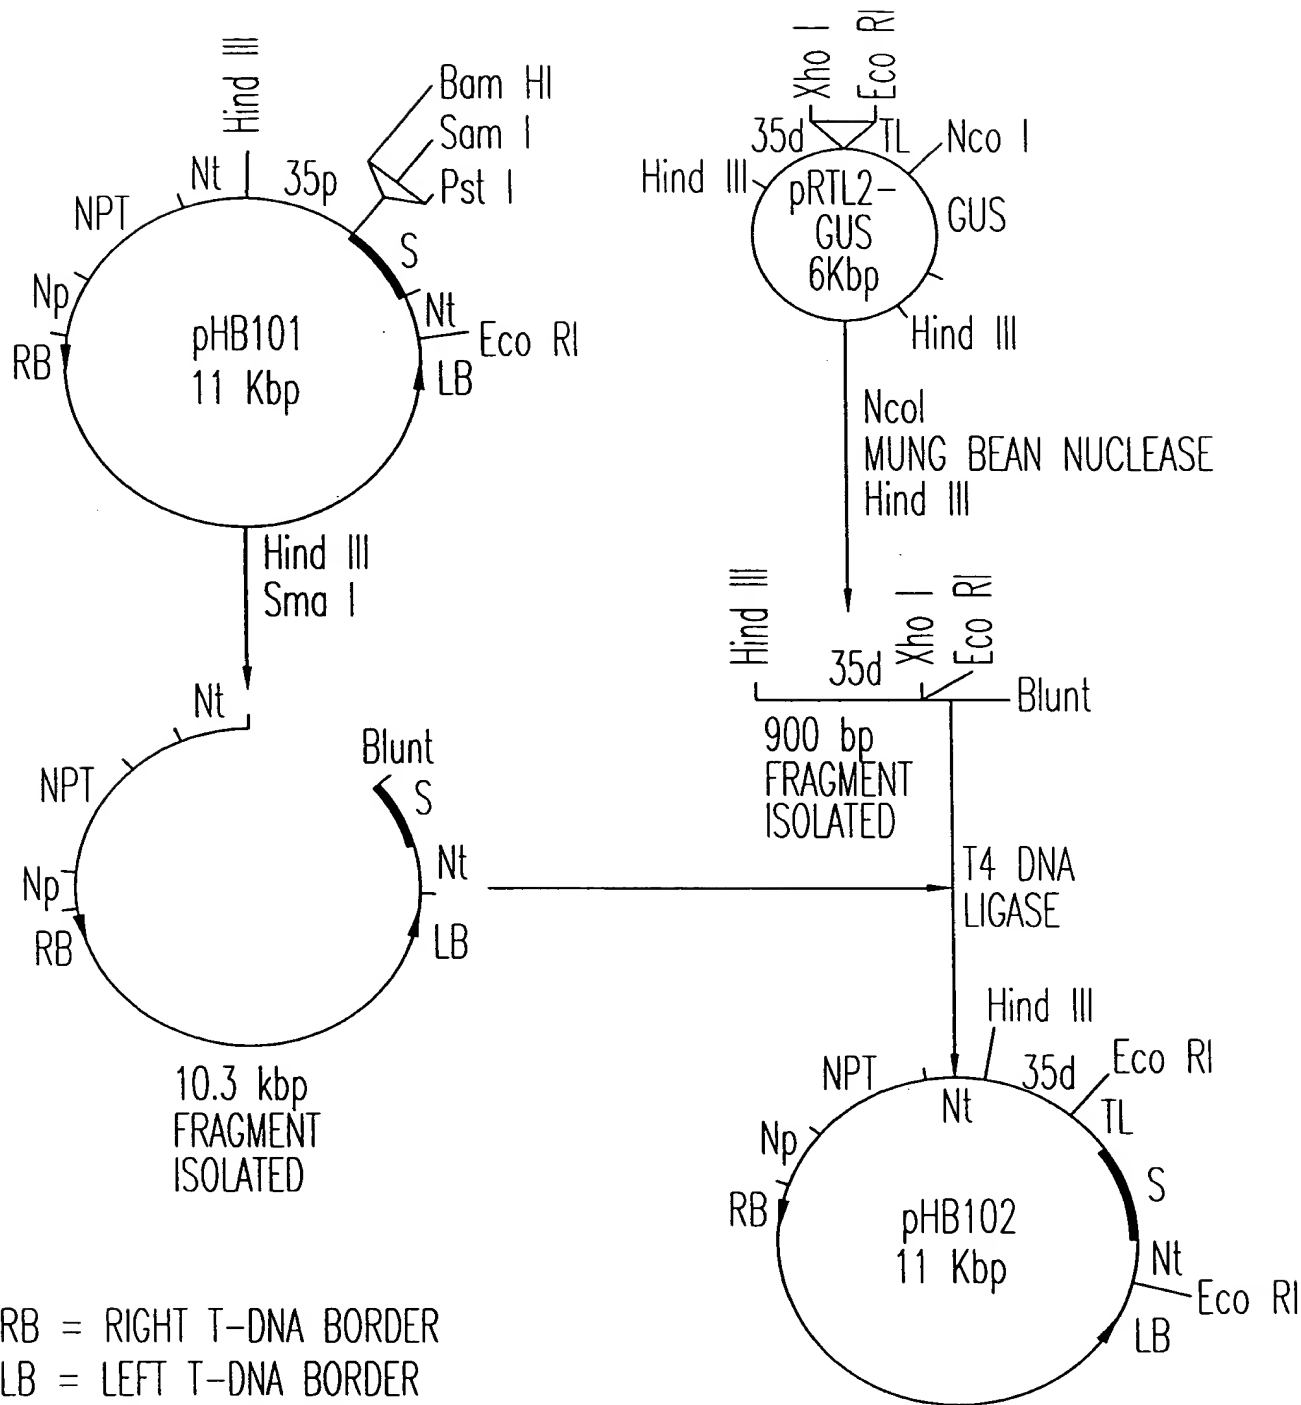 Hind III
Bam HI
Sam I
Pst I
Nt
35p
NPT
S
Np
Nt
Eco RI
RB
LB
pHB101
11 Kbp
Hind III
Sma I
Xho I
Eco RI
35d
TL
Nco I
Hind III
pRTL2-
GUS
6Kbp
GUS
Hind III
NcoI
MUNG BEAN NUCLEASE
Hind III
Hind III
35d
Xho I
Eco RI
Blunt
900 bp
FRAGMENT
ISOLATED
Nt
Blunt
NPT
S
Np
Nt
RB
LB
10.3 kbp
FRAGMENT
ISOLATED
T4 DNA
LIGASE
Hind III
NPT
35d
Eco RI
Nt
TL
Np
S
RB
pHB102
11 Kbp
Nt
Eco RI
LB
RB = RIGHT T-DNA BORDER
LB = LEFT T-DNA BORDER